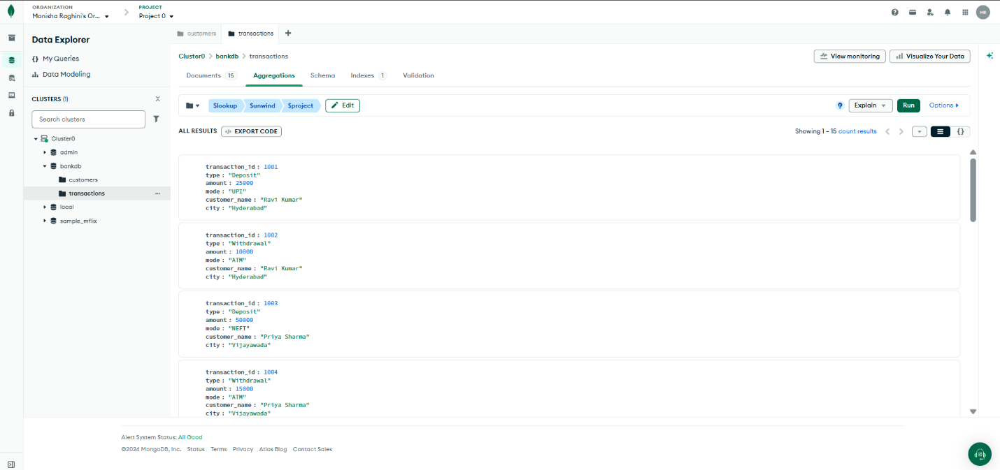 ORGANIZATION
Monisha Raghini's Or...
PROJECT
Project 0
MR
Data Explorer
My Queries
Data Modeling
CLUSTERS (1)
Search clusters
Cluster0
admin
bankdb
customers
transactions
local
sample_mflix
customers
transactions
Cluster0 > bankdb > transactions
View monitoring
Visualize Your Data
Documents 15
Aggregations
Schema
Indexes 1
Validation
$lookup
$unwind
$project
Edit
Explain
Run
Options
ALL RESULTS
</> EXPORT CODE
Showing 1 – 15 count results
{}
transaction_id : 1001
type : "Deposit"
amount : 25000
mode : "UPI"
customer_name : "Ravi Kumar"
city : "Hyderabad"
transaction_id : 1002
type : "Withdrawal"
amount : 10000
mode : "ATM"
customer_name : "Ravi Kumar"
city : "Hyderabad"
transaction_id : 1003
type : "Deposit"
amount : 50000
mode : "NEFT"
customer_name : "Priya Sharma"
city : "Vijayawada"
transaction_id : 1004
type : "Withdrawal"
amount : 15000
mode : "ATM"
customer_name : "Priya Sharma"
city : "Vijayawada"
Alert System Status: All Good
©2026 MongoDB, Inc. Status Terms Privacy Atlas Blog Contact Sales